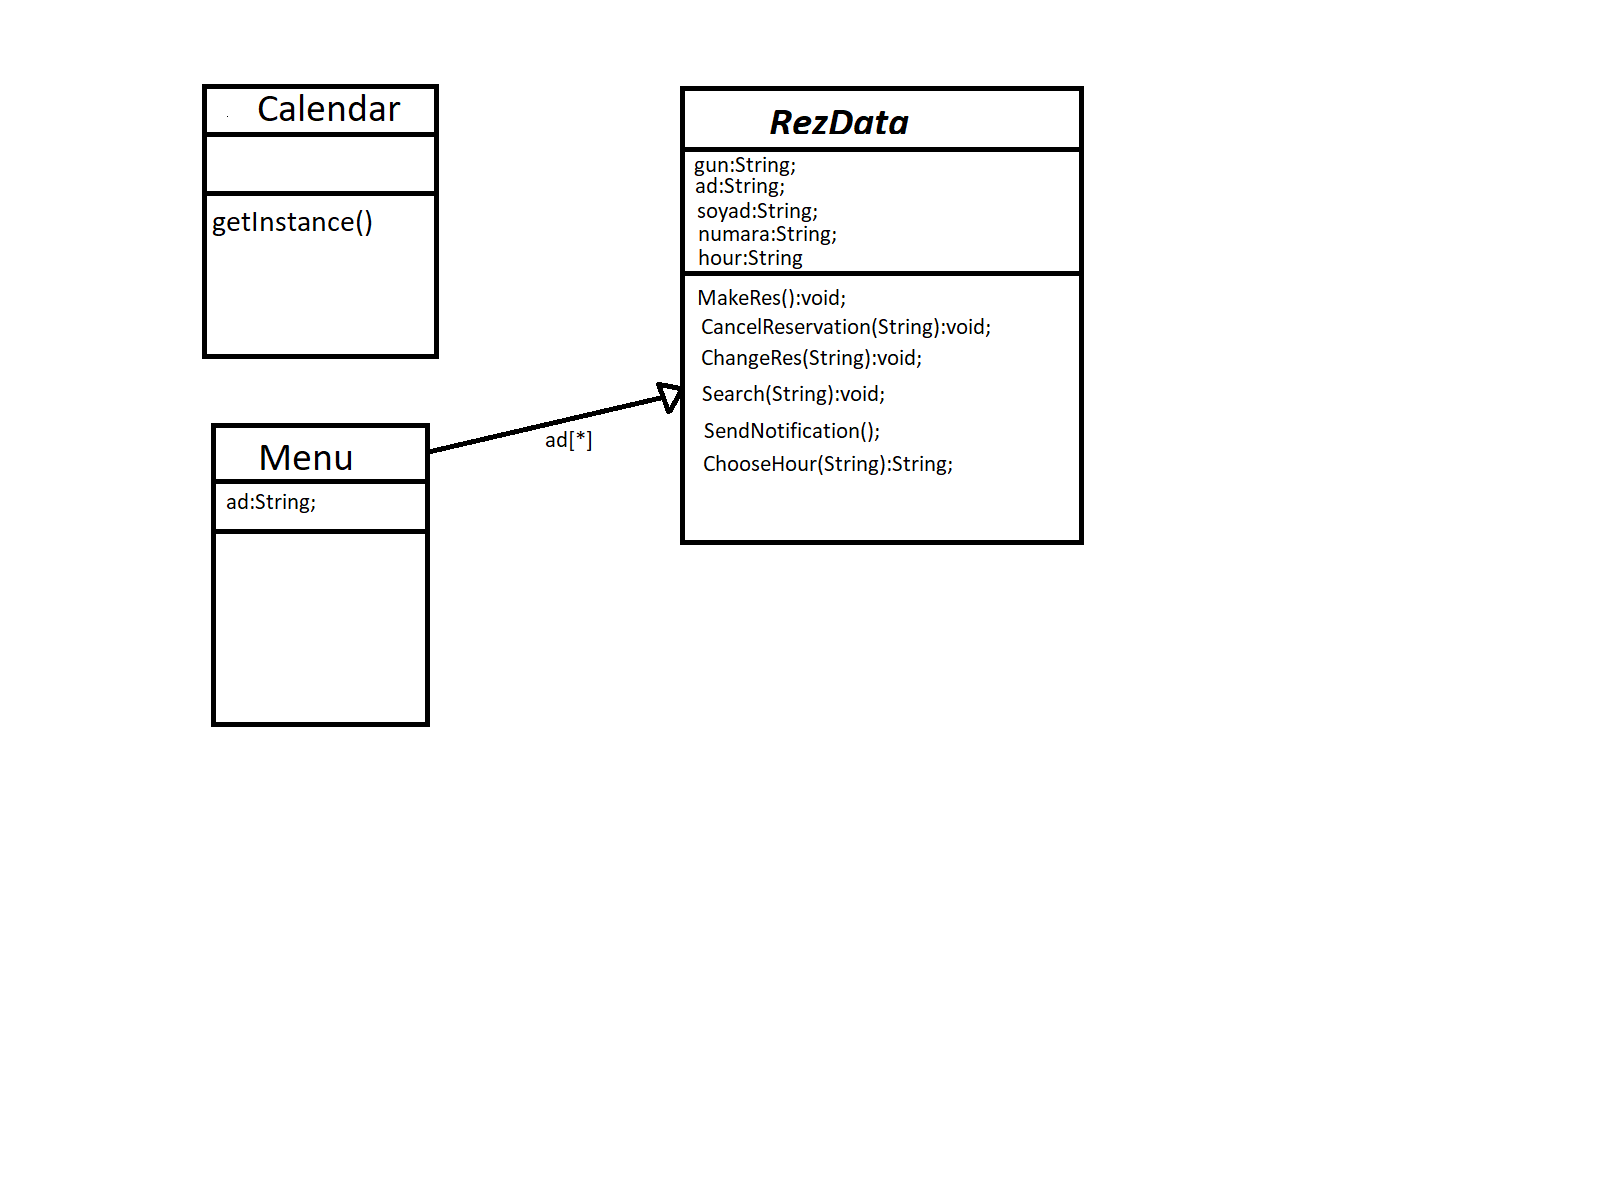 Calendar
getInstance()
RezData
gun:String;
ad:String;
soyad:String;
numara:String;
hour:String
MakeRes():void;
CancelReservation(String):void;
ChangeRes(String):void;
Search(String):void;
SendNotification();
ChooseHour(String):String;
ad[*]
Menu
ad:String;